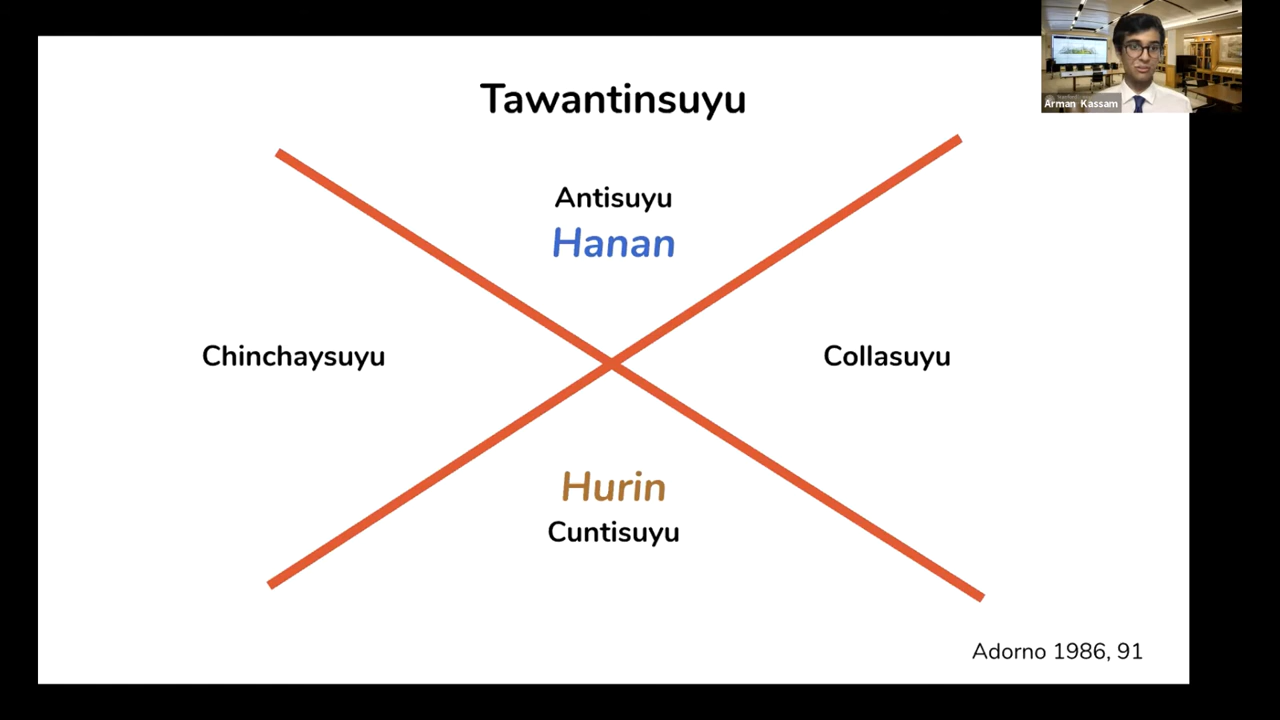 Tawantinsuyu
Antisuyu
Hanan
Chinchaysuyu
Collasuyu
Hurin
Cuntisuyu
Adorno 1986, 91
Arman Kassam